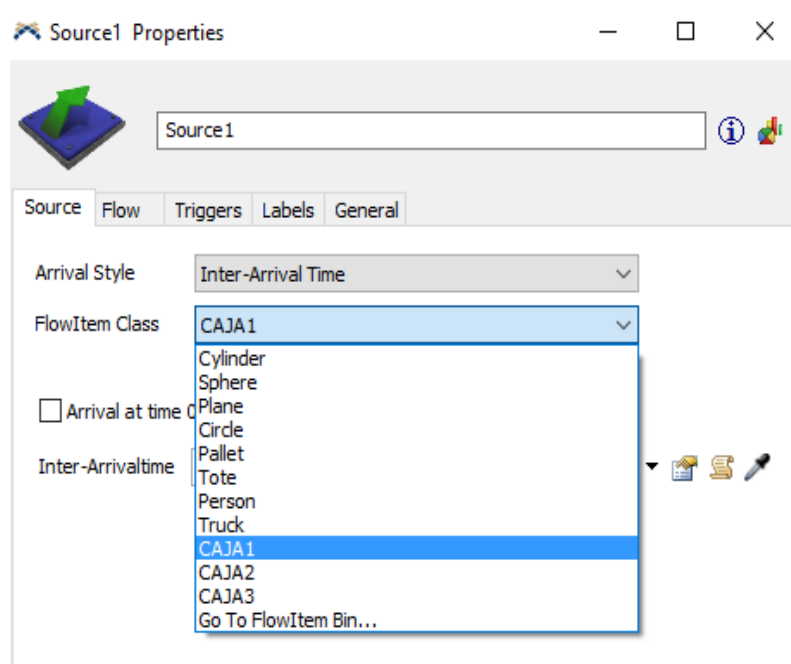 Source1 Properties
Source1
Source Flow Triggers Labels General
Arrival Style Inter-Arrival Time
FlowItem Class CAJA1
Cylinder
Sphere
Arrival at time 0 Plane
Circle
Inter-Arrivaltime Pallet
Tote
Person
Truck
CAJA1
CAJA2
CAJA3
Go To FlowItem Bin...